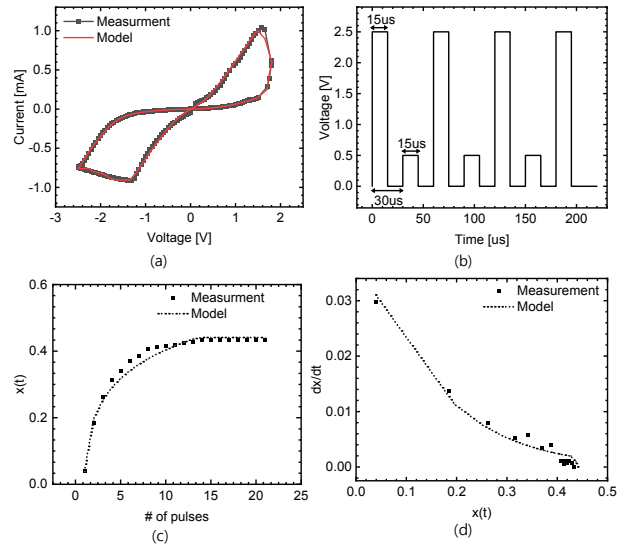 (a)
Measurment
Model
1.0
0.5
0.0
-0.5
-1.0
Current [mA]
-3
-2
-1
0
1
2
Voltage [V]
(a)
(b)
15us
15us
30us
2.5
2.0
1.5
1.0
0.5
0.0
Voltage [V]
0
50
100
150
200
Time [us]
(b)
(c)
Measurment
Model
0.6
0.4
0.2
0.0
x(t)
0
5
10
15
20
25
# of pulses
(c)
(d)
Measurement
Model
0.03
0.02
0.01
0.00
dx/dt
0.0
0.1
0.2
0.3
0.4
0.5
x(t)
(d)